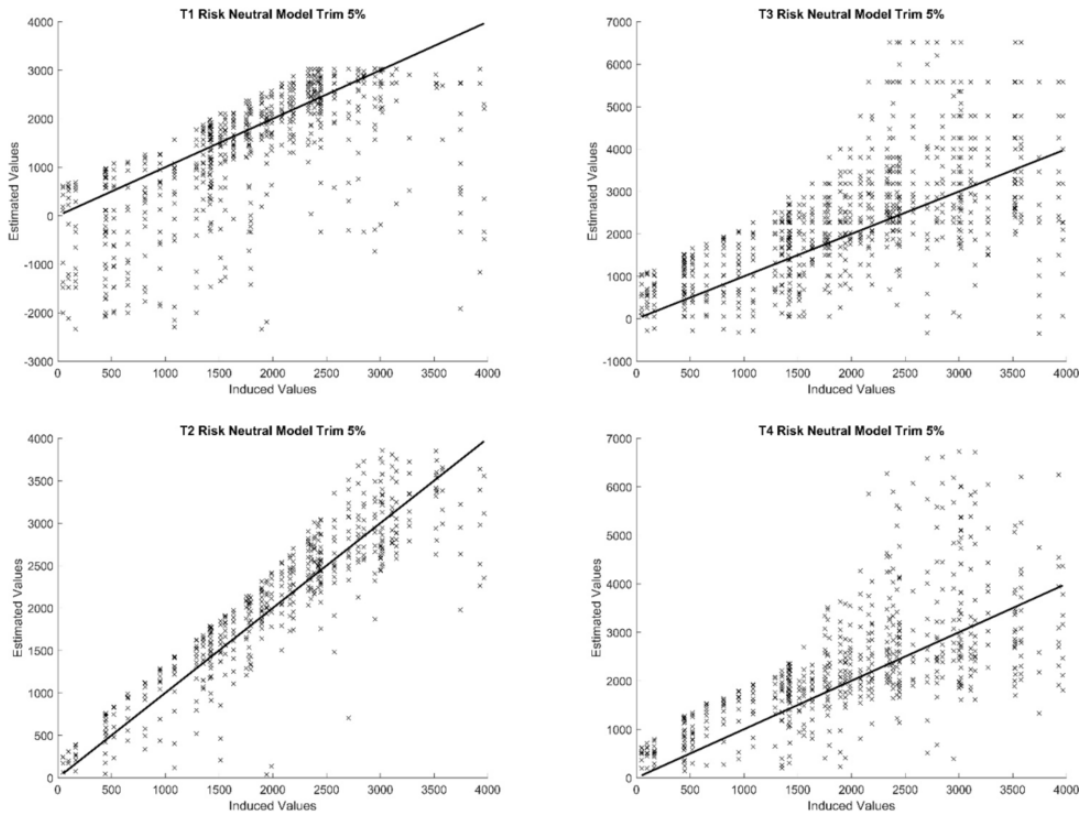 T1 Risk Neutral Model Trim 5%
4000
3000
2000
1000
0
-1000
-2000
-3000
Estimated Values
0 500 1000 1500 2000 2500 3000 3500 4000
Induced Values
T3 Risk Neutral Model Trim 5%
7000
6000
5000
4000
3000
2000
1000
0
-1000
Estimated Values
0 500 1000 1500 2000 2500 3000 3500 4000
Induced Values
T2 Risk Neutral Model Trim 5%
4000
3500
3000
2500
2000
1500
1000
500
0
Estimated Values
0 500 1000 1500 2000 2500 3000 3500 4000
Induced Values
T4 Risk Neutral Model Trim 5%
7000
6000
5000
4000
3000
2000
1000
0
Estimated Values
0 500 1000 1500 2000 2500 3000 3500 4000
Induced Values